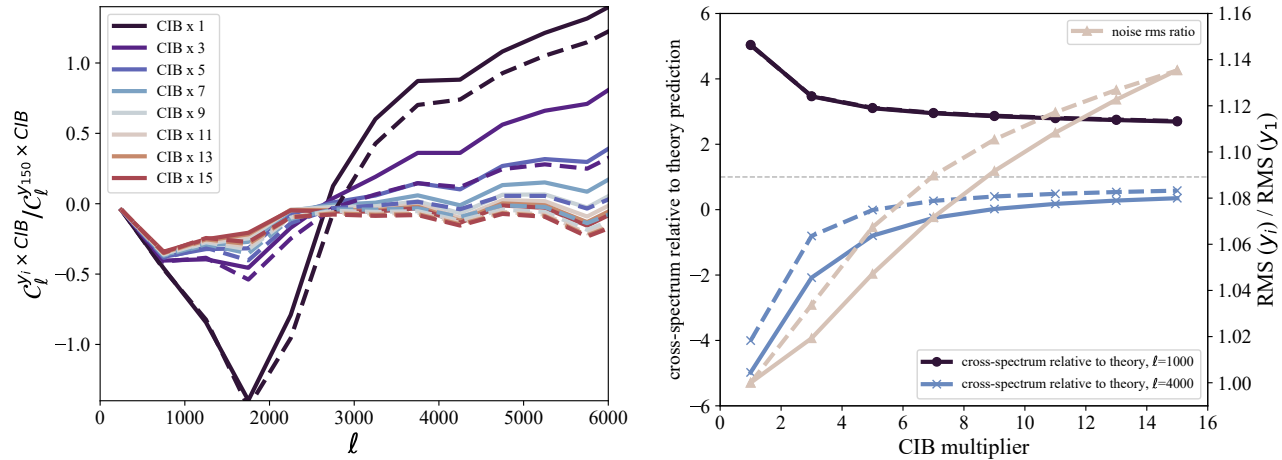 CIB x 1
CIB x 3
CIB x 5
CIB x 7
CIB x 9
CIB x 11
CIB x 13
CIB x 15
1.0
0.5
0.0
−0.5
−1.0
0
1000
2000
3000
4000
5000
6000
ℓ
C_ℓ^{y_i × CIB}/C_ℓ^{y_{150} × CIB}
noise rms ratio
cross-spectrum relative to theory, ℓ=1000
cross-spectrum relative to theory, ℓ=4000
6
4
2
0
−2
−4
−6
cross-spectrum relative to theory prediction
0
2
4
6
8
10
12
14
16
CIB multiplier
1.16
1.14
1.12
1.10
1.08
1.06
1.04
1.02
1.00
RMS (y_i) / RMS (y_1)